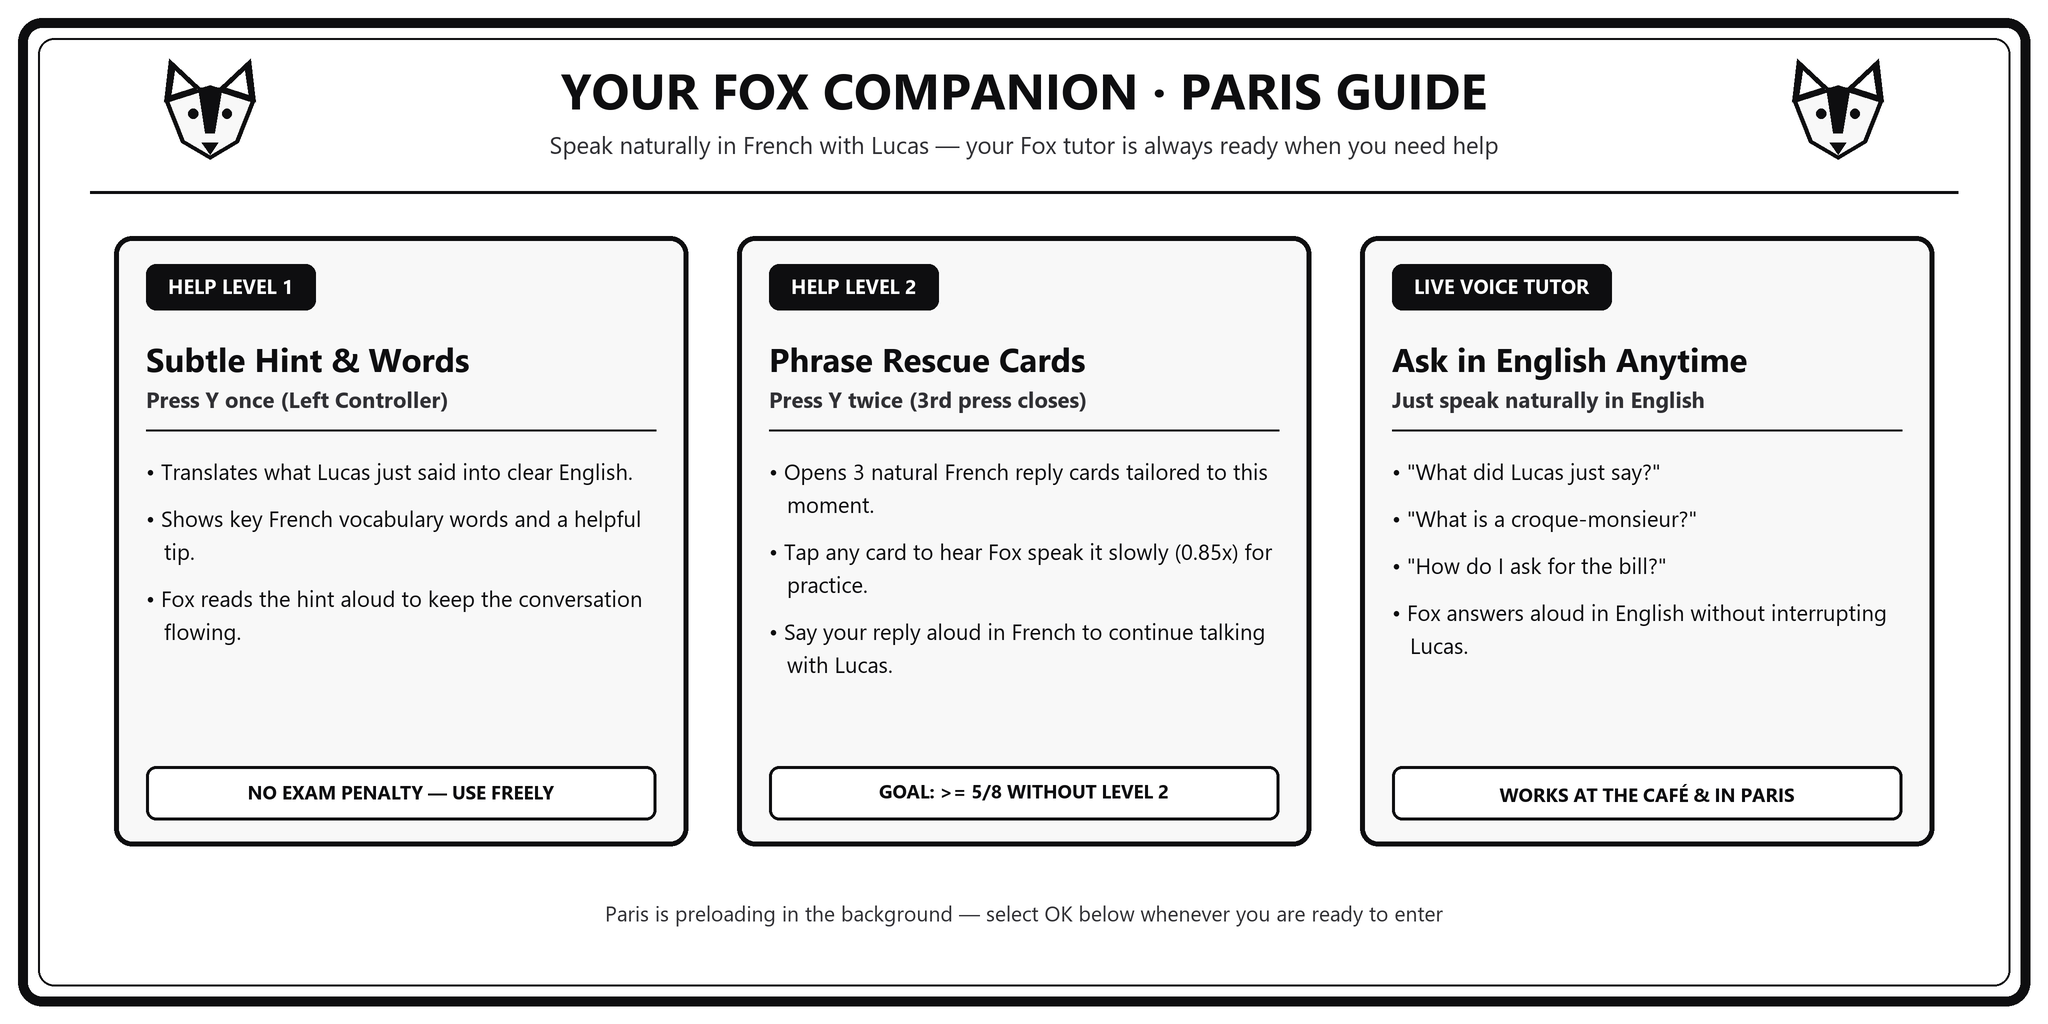 YOUR FOX COMPANION · PARIS GUIDE
Speak naturally in French with Lucas — your Fox tutor is always ready when you need help
HELP LEVEL 1
Subtle Hint & Words
Press Y once (Left Controller)
• Translates what Lucas just said into clear English.
• Shows key French vocabulary words and a helpful
tip.
• Fox reads the hint aloud to keep the conversation
flowing.
NO EXAM PENALTY — USE FREELY
HELP LEVEL 2
Phrase Rescue Cards
Press Y twice (3rd press closes)
• Opens 3 natural French reply cards tailored to this
moment.
• Tap any card to hear Fox speak it slowly (0.85x) for
practice.
• Say your reply aloud in French to continue talking
with Lucas.
GOAL: >= 5/8 WITHOUT LEVEL 2
LIVE VOICE TUTOR
Ask in English Anytime
Just speak naturally in English
• "What did Lucas just say?"
• "What is a croque-monsieur?"
• "How do I ask for the bill?"
• Fox answers aloud in English without interrupting
Lucas.
WORKS AT THE CAFÉ & IN PARIS
Paris is preloading in the background — select OK below whenever you are ready to enter